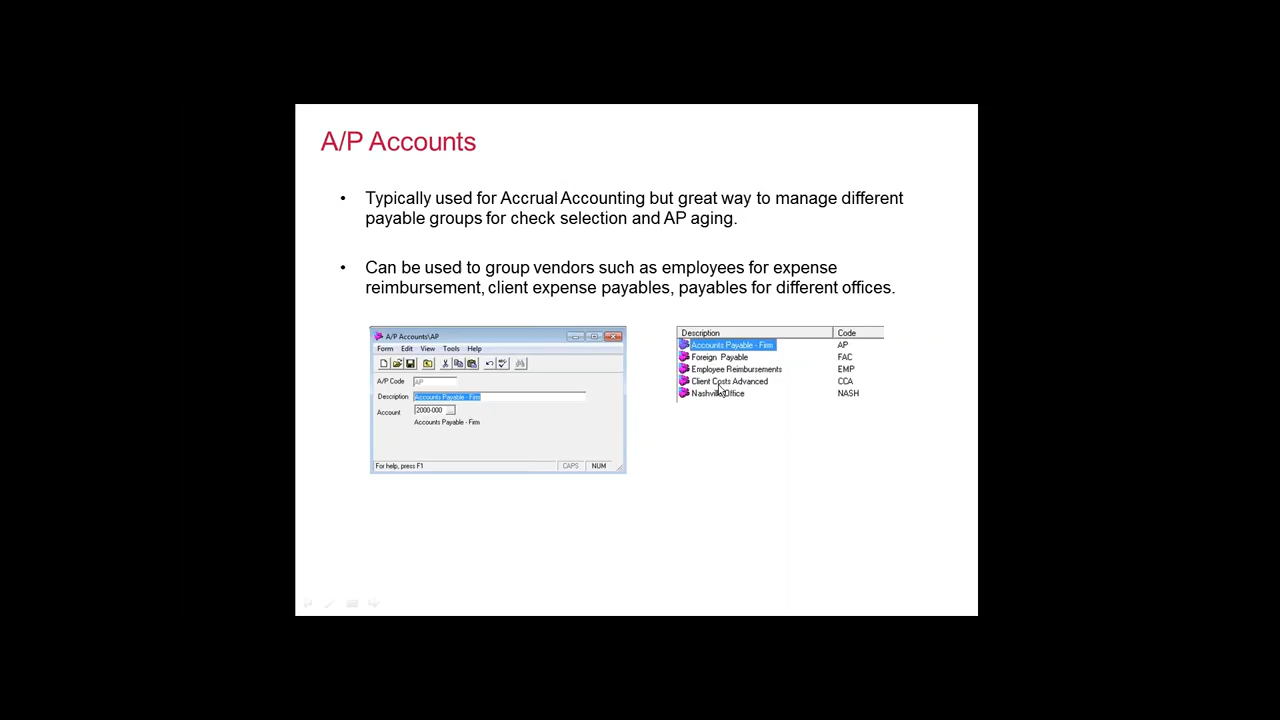 A/P Accounts
• Typically used for Accrual Accounting but great way to manage different
payable groups for check selection and AP aging.
• Can be used to group vendors such as employees for expense
reimbursement, client expense payables, payables for different offices.
A/P Accounts\AP
Form Edit View Tools Help
A/P Code AP
Description Accounts Payable - Firm
Account 2000-000 ...
Accounts Payable - Firm
For help, press F1 CAPS NUM
Description Code
Accounts Payable - Firm AP
Foreign Payable FAC
Employee Reimbursements EMP
Client Costs Advanced CCA
Nashville Office NASH